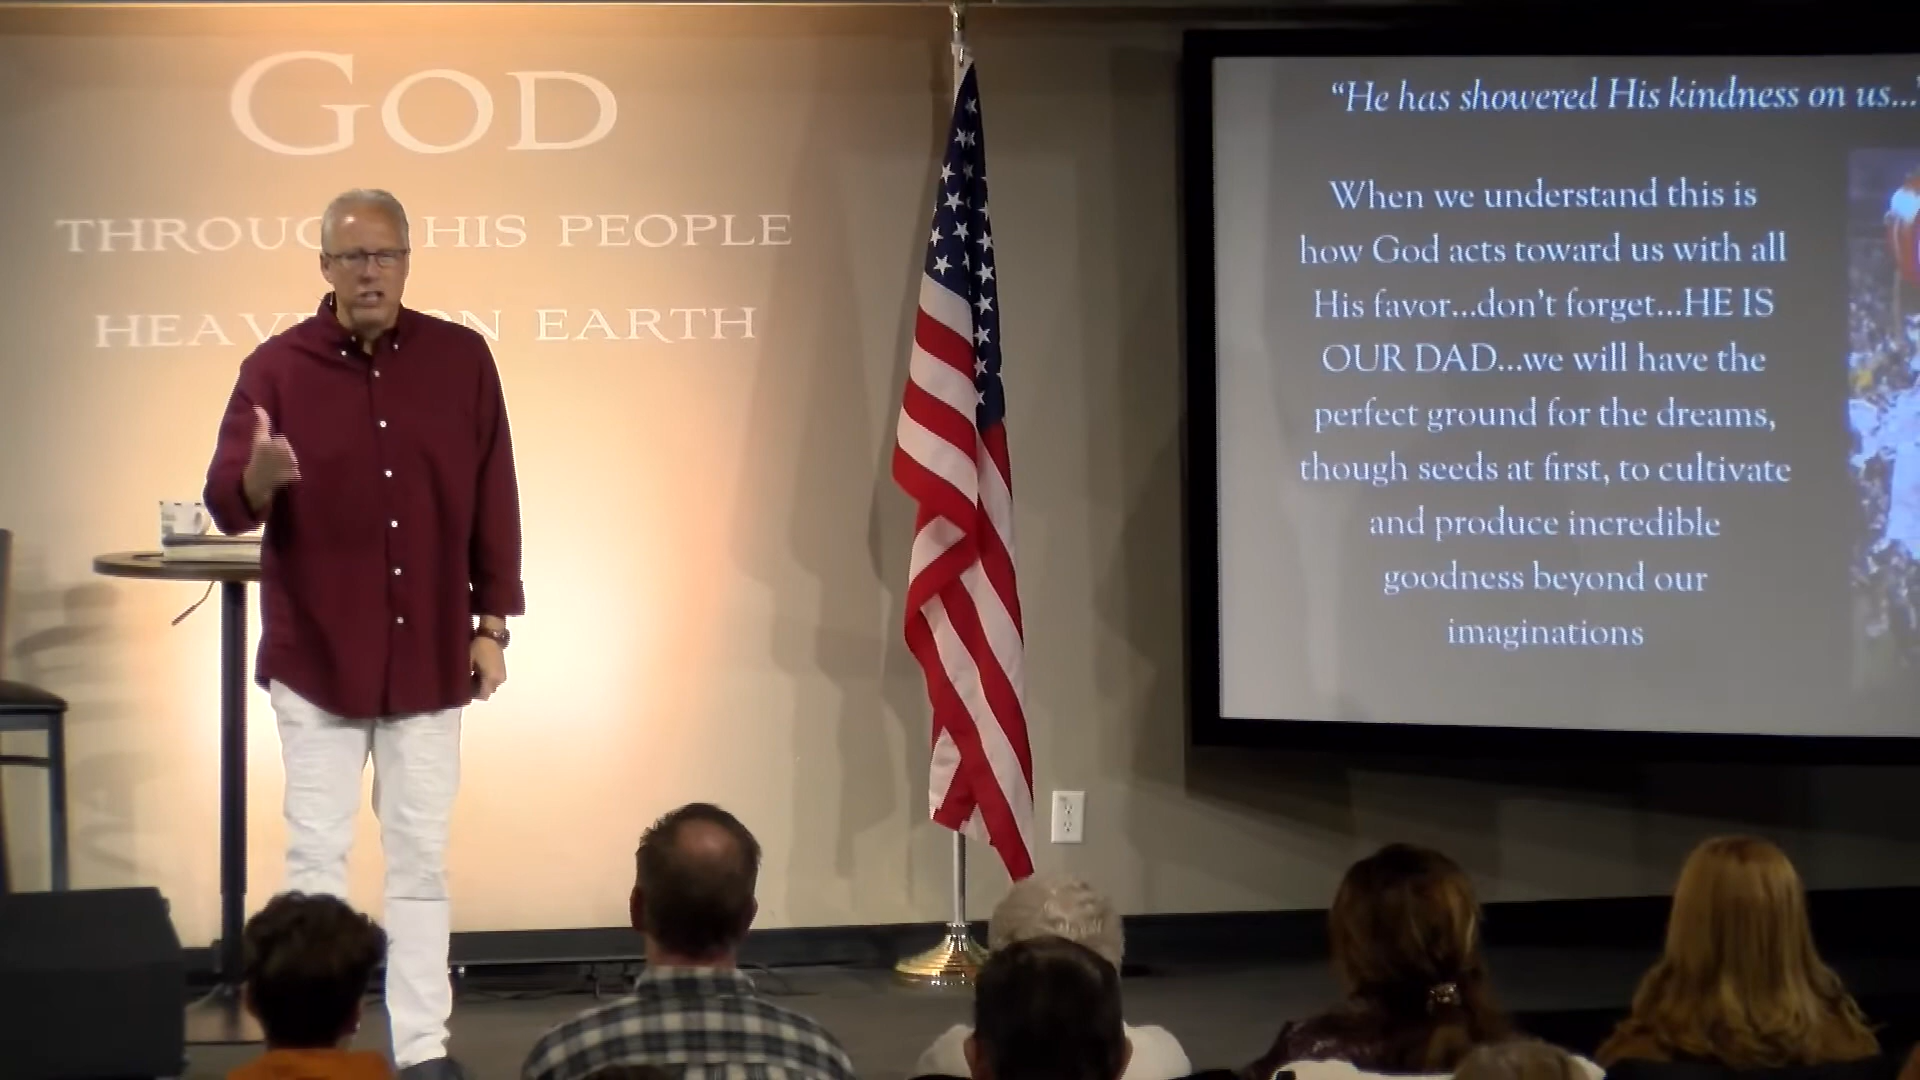 GOD
THROUG HIS PEOPLE
HEAVE ON EARTH
“He has showered His kindness on us...”
When we understand this is
how God acts toward us with all
His favor...don’t forget...HE IS
OUR DAD...we will have the
perfect ground for the dreams,
though seeds at first, to cultivate
and produce incredible
goodness beyond our
imaginations